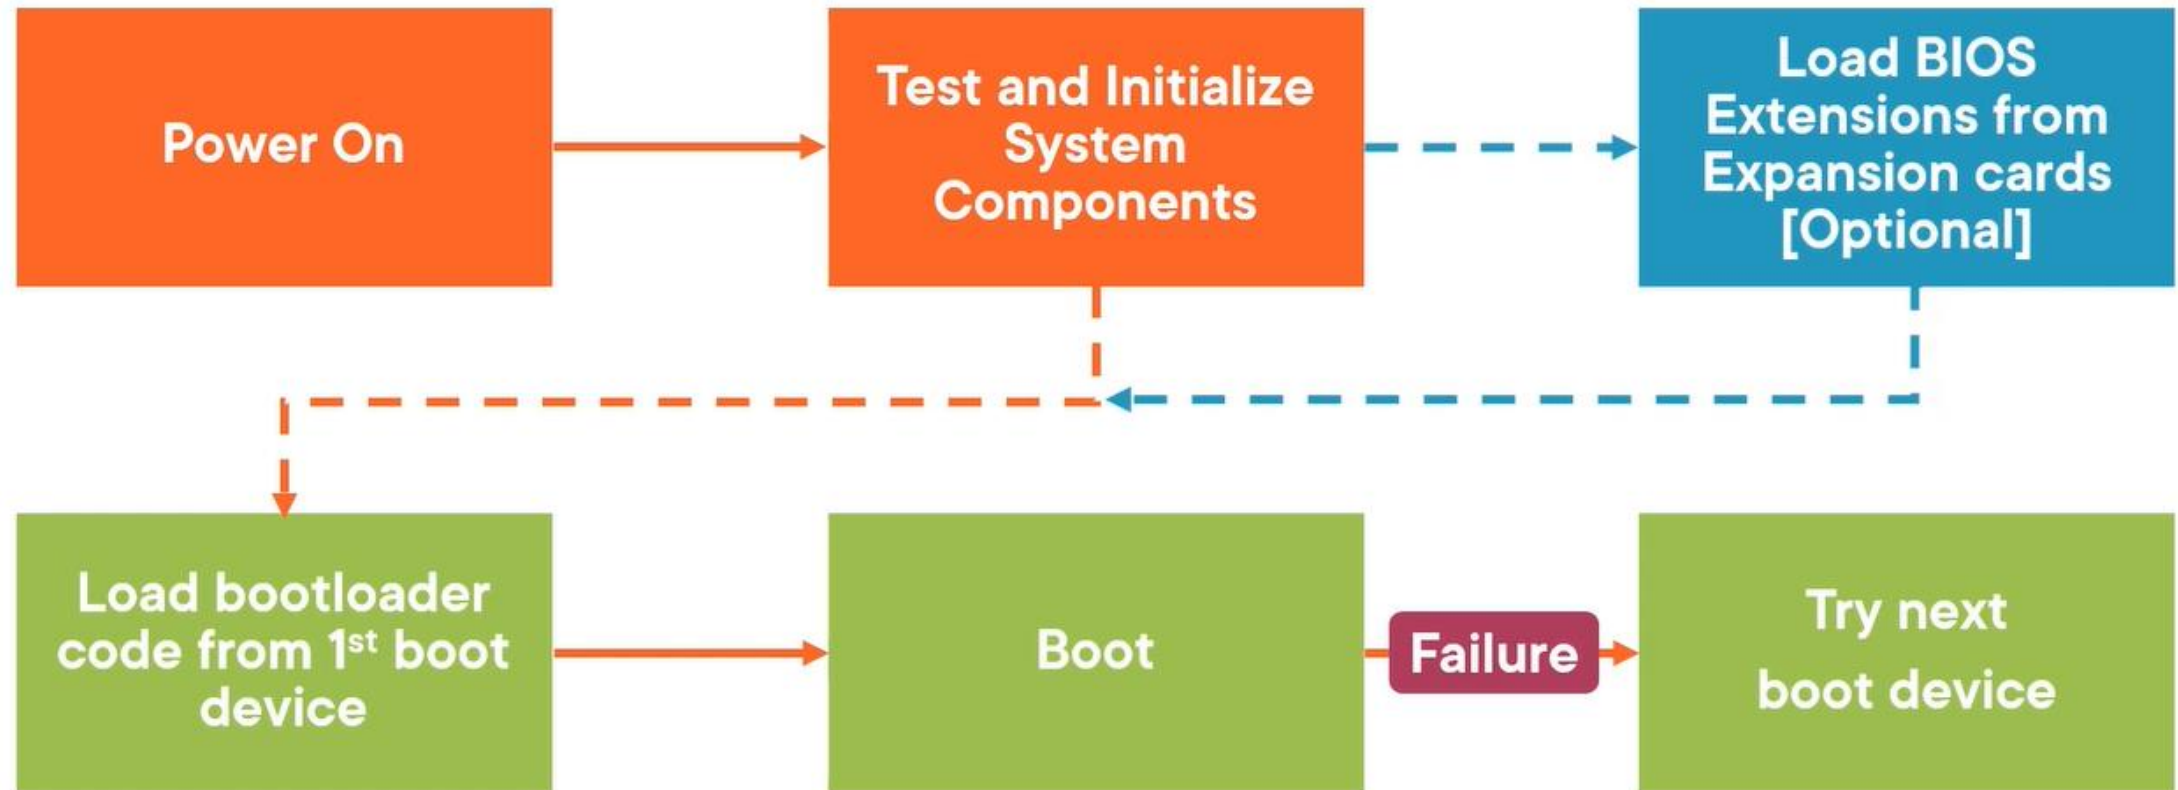 Power On
Test and Initialize
System
Components
Load BIOS
Extensions from
Expansion cards
[Optional]
Load bootloader
code from 1st boot
device
Boot
Failure
Try next
boot device